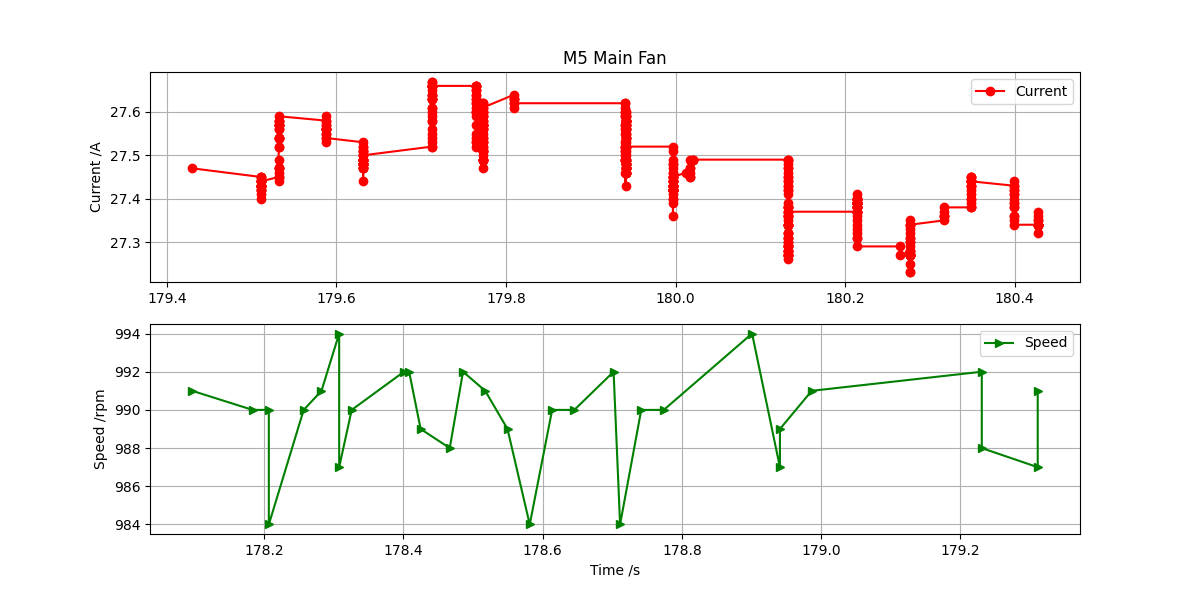 M5 Main Fan
Current /A
27.6
27.5
27.4
27.3
Current
179.4 179.6 179.8 180.0 180.2 180.4
Speed /rpm
994
992
990
988
986
984
Speed
178.2 178.4 178.6 178.8 179.0 179.2
Time /s